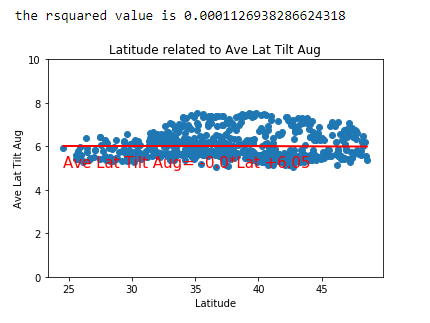 the rsquared value is 0.0001126938286624318
Latitude related to Ave Lat Tilt Aug
10
8
6
4
2
0
Ave Lat Tilt Aug
Ave Lat Tilt Aug= -0.0*Lat +6.05
25
30
35
40
45
Latitude